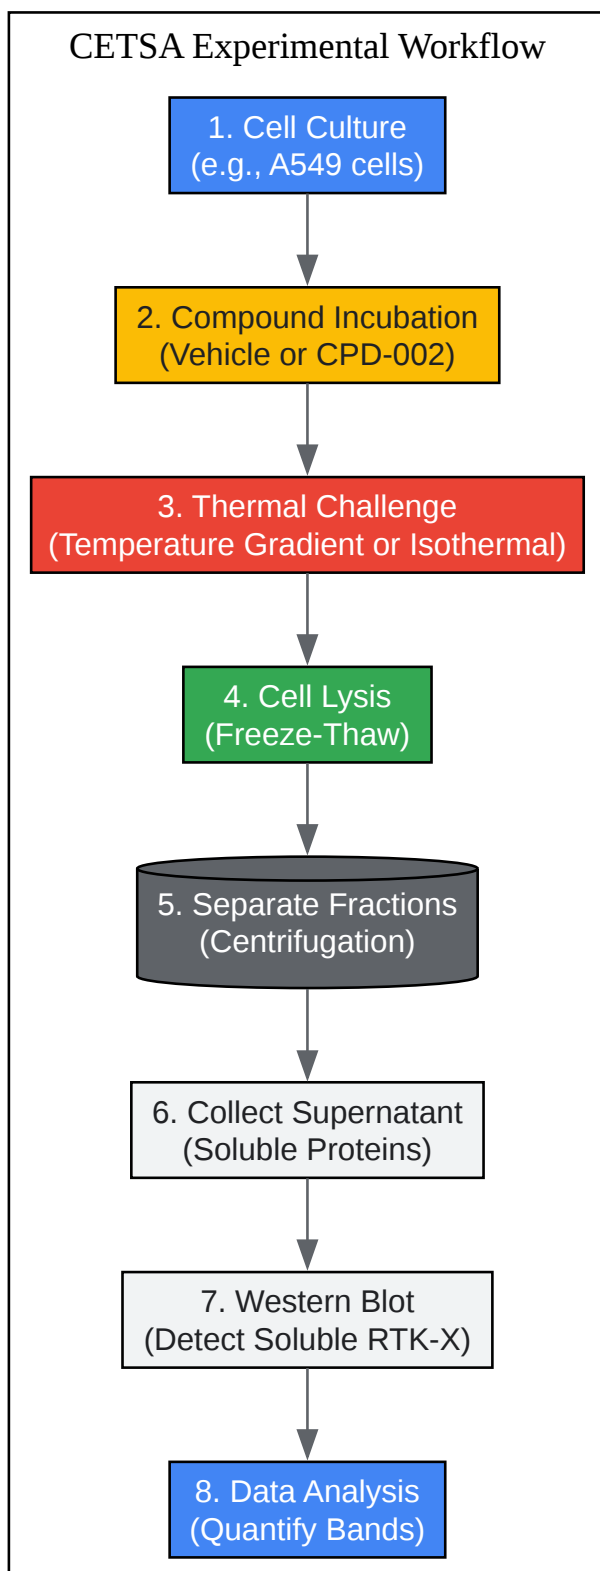 CETSA Experimental Workflow
1. Cell Culture
(e.g., A549 cells)
2. Compound Incubation
(Vehicle or CPD-002)
3. Thermal Challenge
(Temperature Gradient or Isothermal)
4. Cell Lysis
(Freeze-Thaw)
5. Separate Fractions
(Centrifugation)
6. Collect Supernatant
(Soluble Proteins)
7. Western Blot
(Detect Soluble RTK-X)
8. Data Analysis
(Quantify Bands)